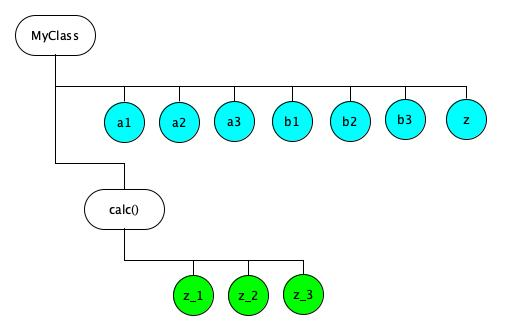 MyClass
a1 a2 a3 b1 b2 b3 z
calc()
z_1 z_2 z_3